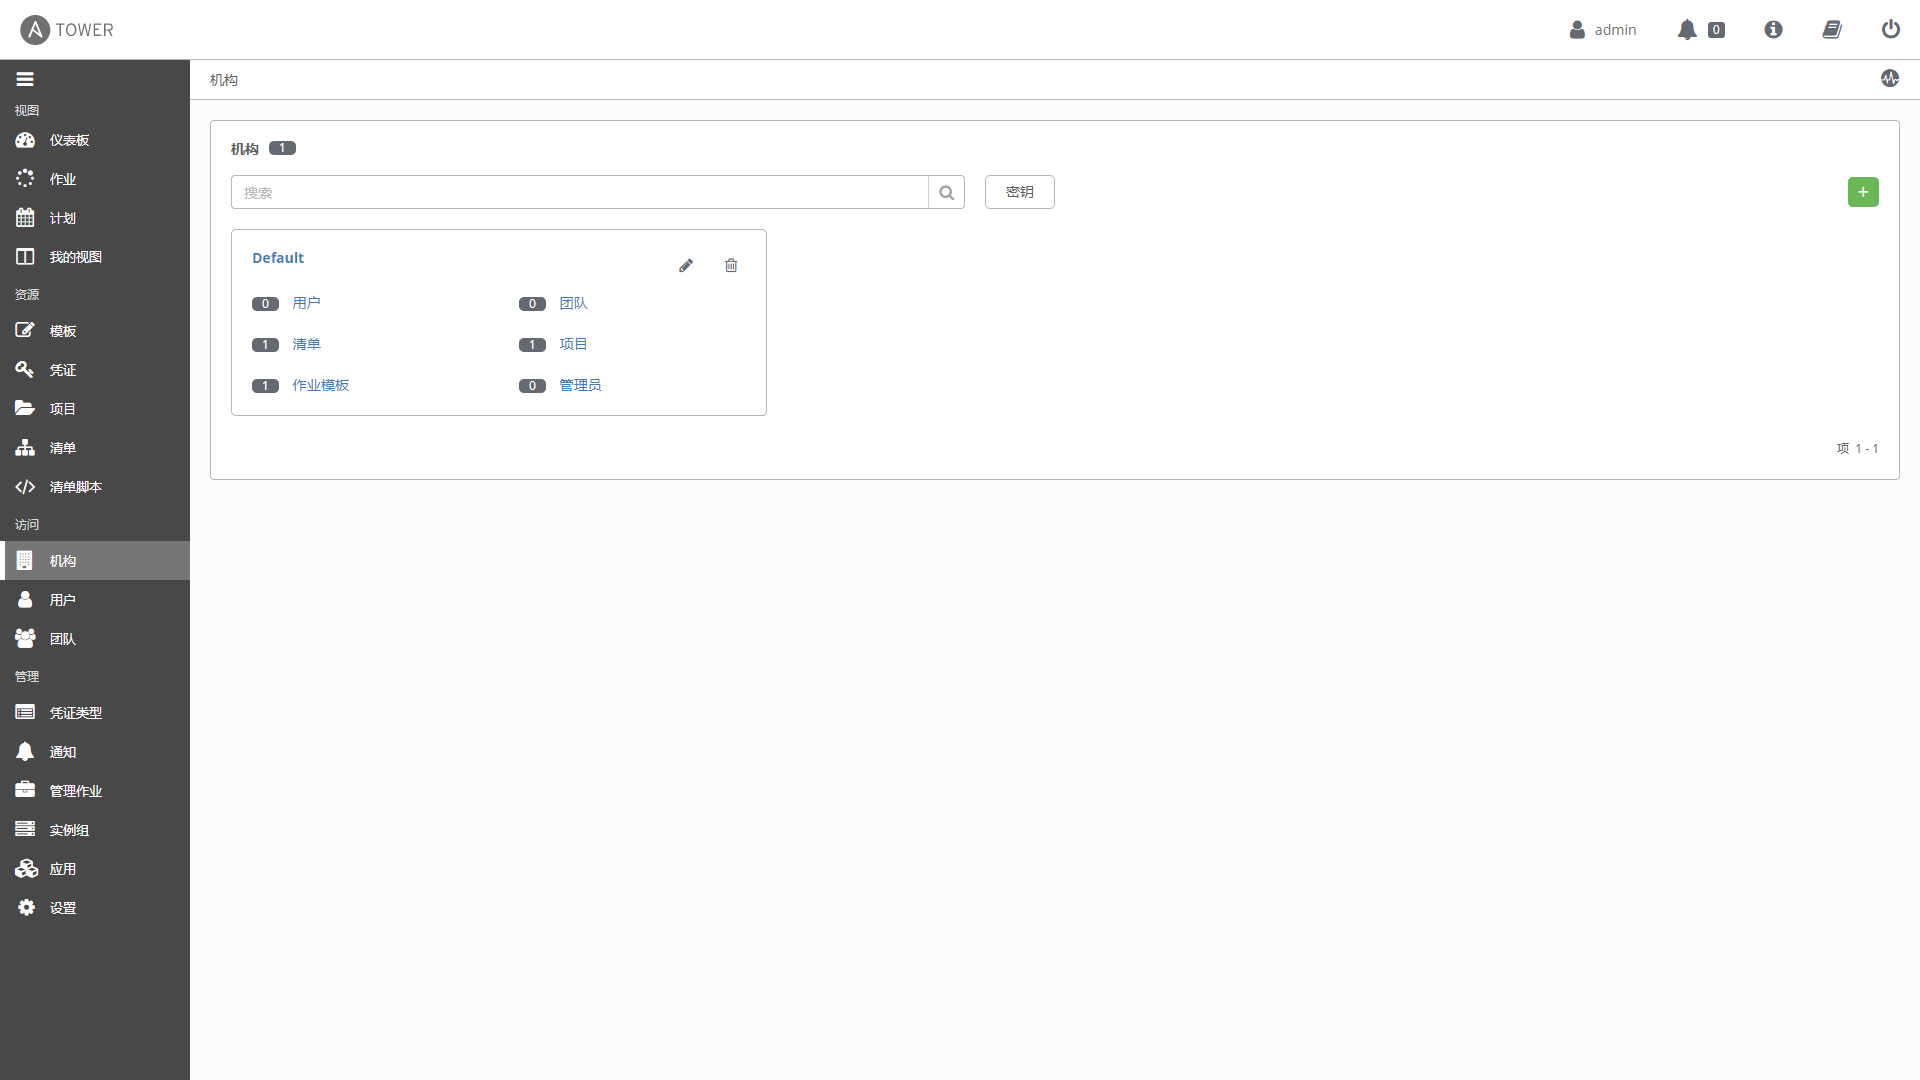 TOWER
admin
0
机构
视图
仪表板
作业
计划
我的视图
资源
模板
凭证
项目
清单
清单脚本
访问
机构
用户
团队
管理
凭证类型
通知
管理作业
实例组
应用
设置
机构 1
搜索
密钥
+
Default
0 用户
0 团队
1 清单
1 项目
1 作业模板
0 管理员
项 1 - 1